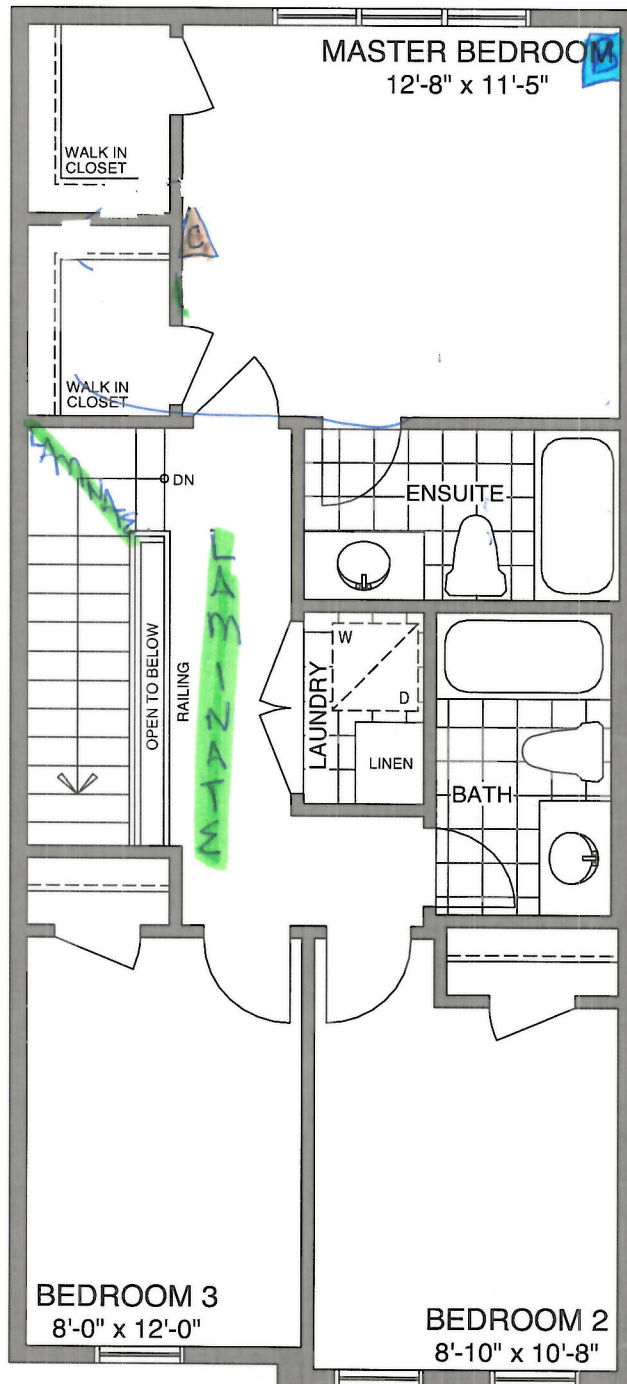 MASTER BEDROOM
12'-8" x 11'-5"
B
WALK IN
CLOSET
C
WALK IN
CLOSET
DN
ENSUITE
LAMINATE
OPEN TO BELOW
RAILING
LAUNDRY
W
D
LINEN
BATH
BEDROOM 3
8'-0" x 12'-0"
BEDROOM 2
8'-10" x 10'-8"